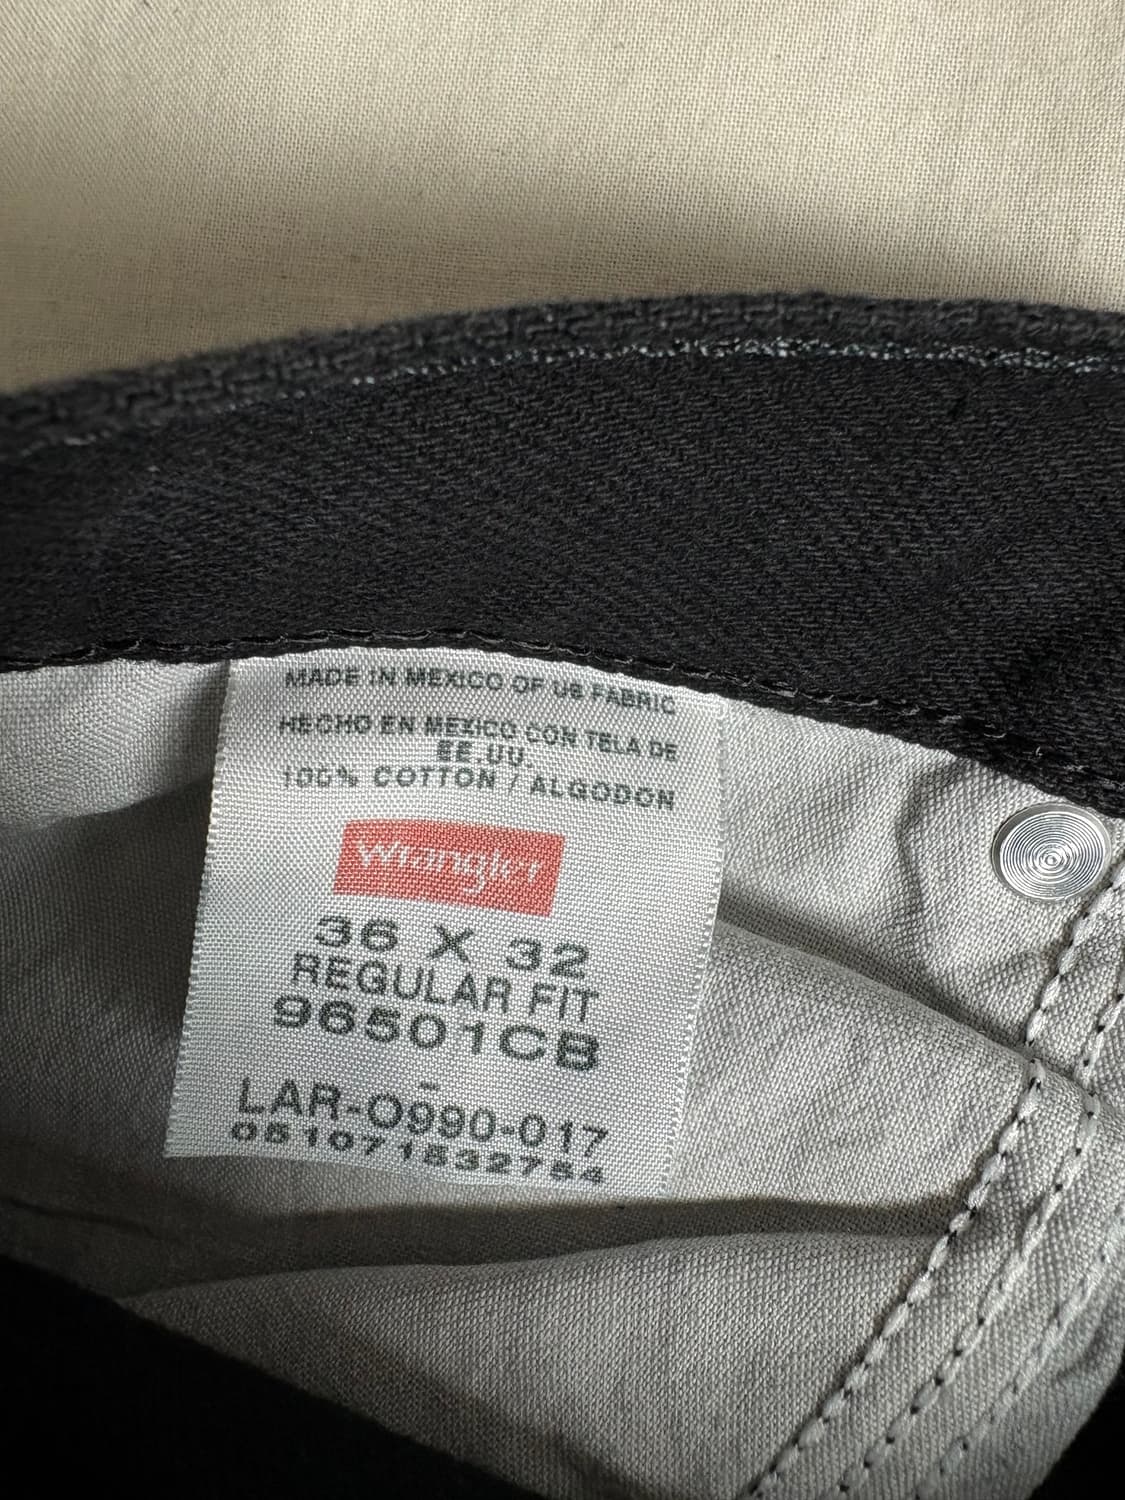 MADE IN MEXICO OF US FABRIC
HECHO EN MEXICO CON TELA DE
EE.UU.
100% COTTON / ALGODON
Wrangler
36 X 32
REGULAR FIT
96501CB
-
LAR-0990-017
051071532754